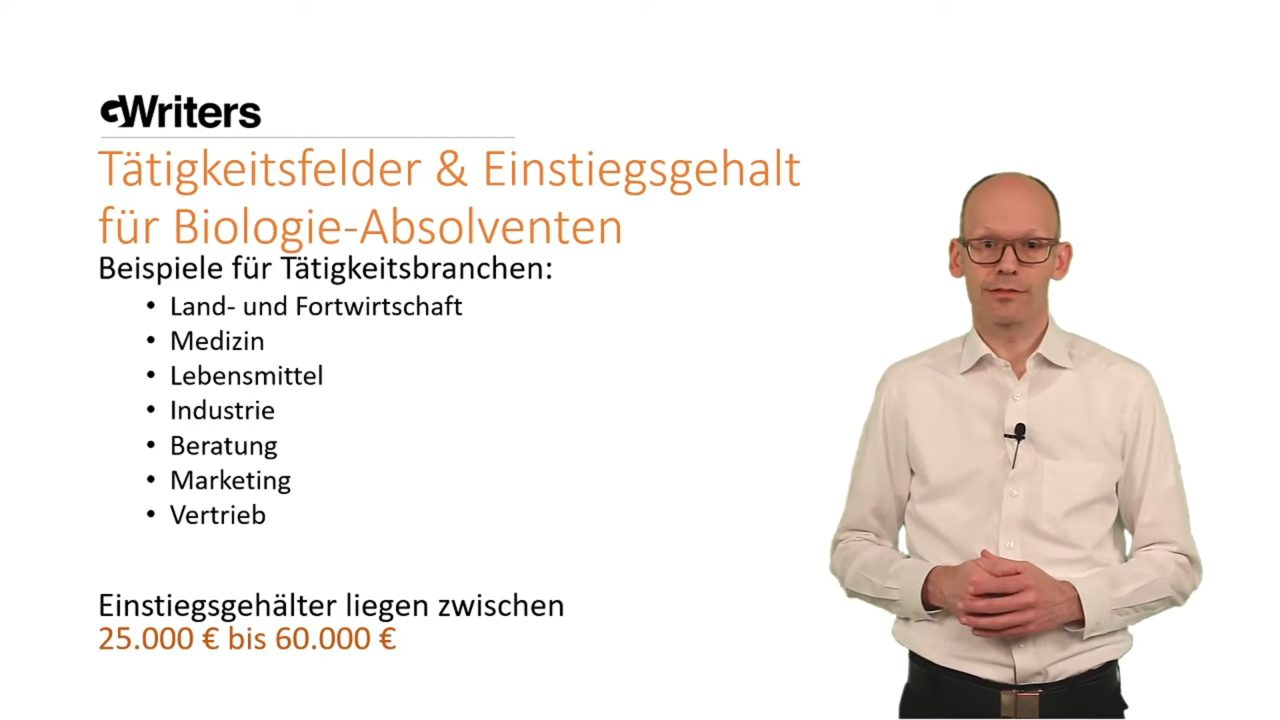 GWriters
Tätigkeitsfelder & Einstiegsgehalt
für Biologie-Absolventen
Beispiele für Tätigkeitsbranchen:
• Land- und Fortwirtschaft
• Medizin
• Lebensmittel
• Industrie
• Beratung
• Marketing
• Vertrieb
Einstiegsgehälter liegen zwischen
25.000 € bis 60.000 €